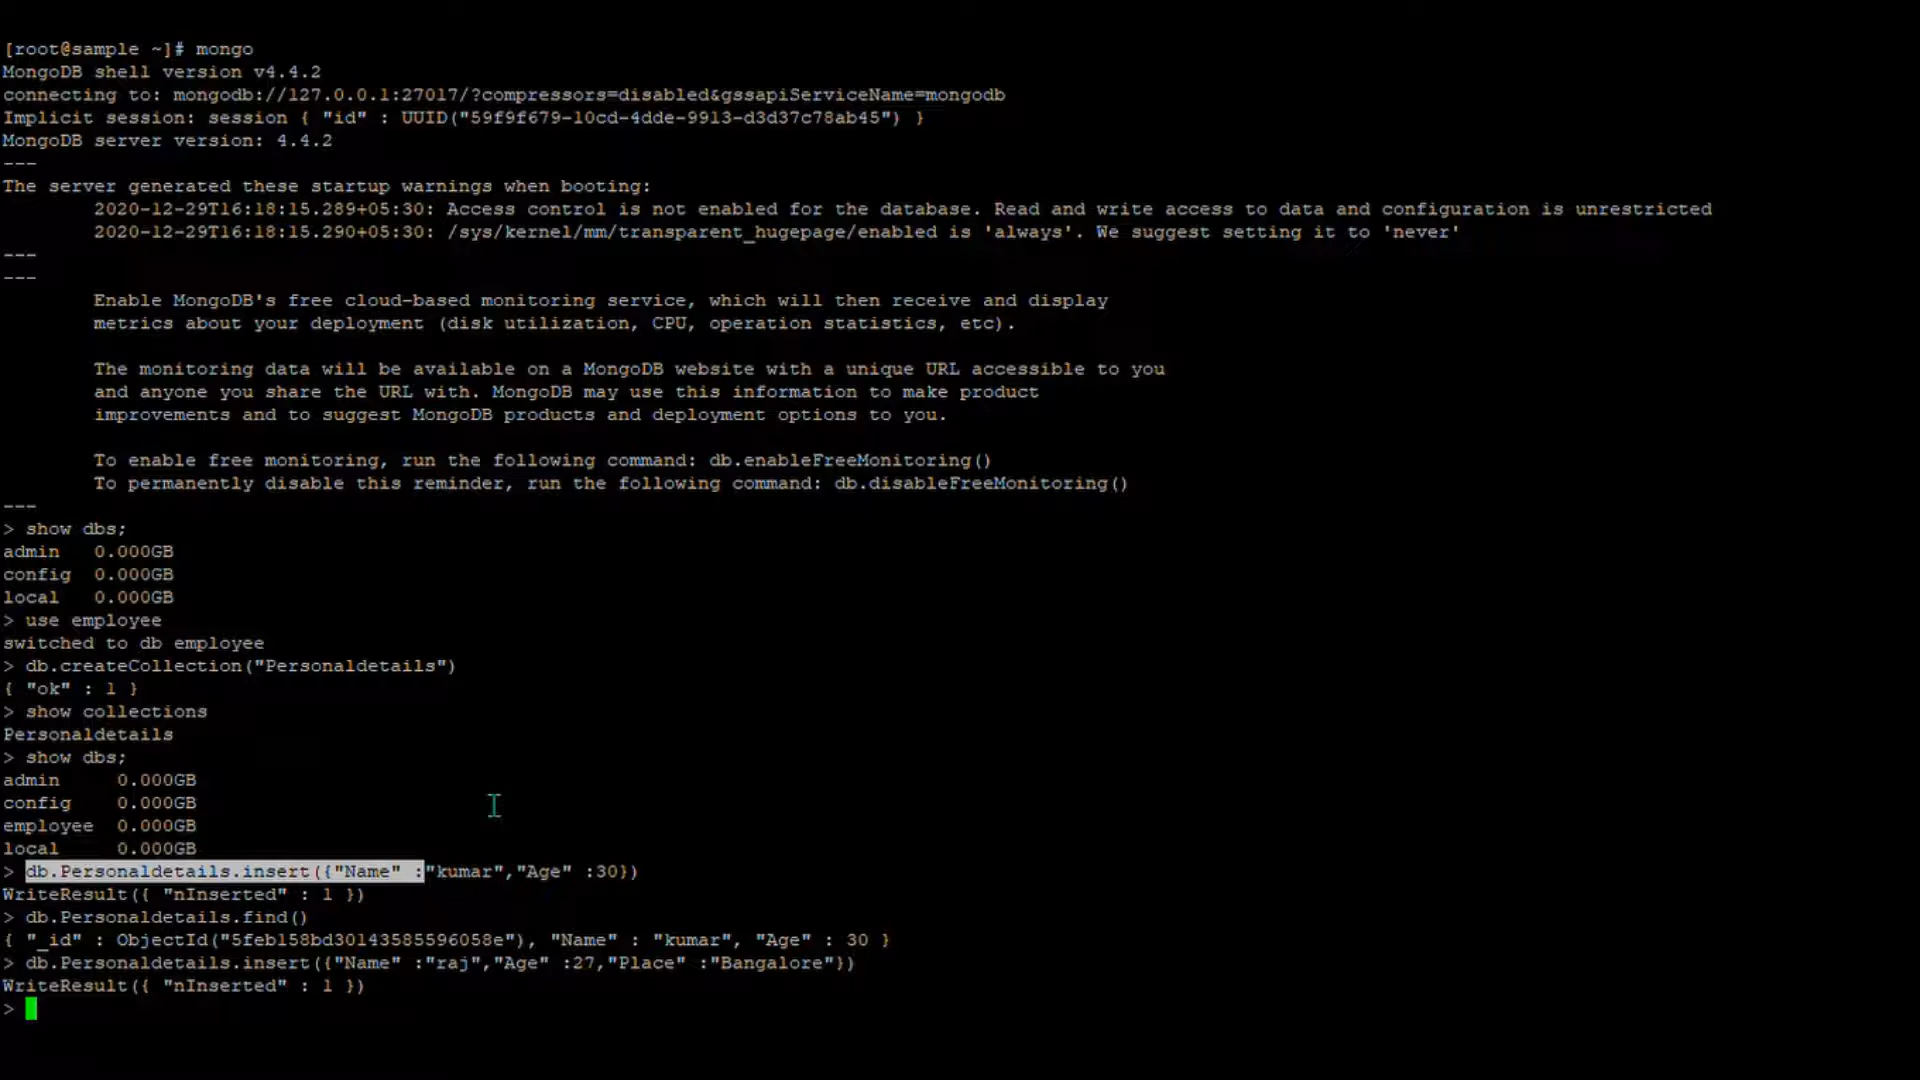 [root@sample ~]# mongo
MongoDB shell version v4.4.2
connecting to: mongodb://127.0.0.1:27017/?compressors=disabled&gssapiServiceName=mongodb
Implicit session: session { "id" : UUID("59f9f679-10cd-4dde-9913-d3d37c78ab45") }
MongoDB server version: 4.4.2
---
The server generated these startup warnings when booting:
        2020-12-29T16:18:15.289+05:30: Access control is not enabled for the database. Read and write access to data and configuration is unrestricted
        2020-12-29T16:18:15.290+05:30: /sys/kernel/mm/transparent_hugepage/enabled is 'always'. We suggest setting it to 'never'
---
---
        Enable MongoDB's free cloud-based monitoring service, which will then receive and display
        metrics about your deployment (disk utilization, CPU, operation statistics, etc).

        The monitoring data will be available on a MongoDB website with a unique URL accessible to you
        and anyone you share the URL with. MongoDB may use this information to make product
        improvements and to suggest MongoDB products and deployment options to you.

        To enable free monitoring, run the following command: db.enableFreeMonitoring()
        To permanently disable this reminder, run the following command: db.disableFreeMonitoring()
---
> show dbs;
admin   0.000GB
config  0.000GB
local   0.000GB
> use employee
switched to db employee
> db.createCollection("Personaldetails")
{ "ok" : 1 }
> show collections
Personaldetails
> show dbs;
admin     0.000GB
config    0.000GB
employee  0.000GB
local     0.000GB
> db.Personaldetails.insert({"Name" :"kumar","Age" :30})
WriteResult({ "nInserted" : 1 })
> db.Personaldetails.find()
{ "_id" : ObjectId("5feb158bd30143585596058e"), "Name" : "kumar", "Age" : 30 }
> db.Personaldetails.insert({"Name" :"raj","Age" :27,"Place" :"Bangalore"})
WriteResult({ "nInserted" : 1 })
>